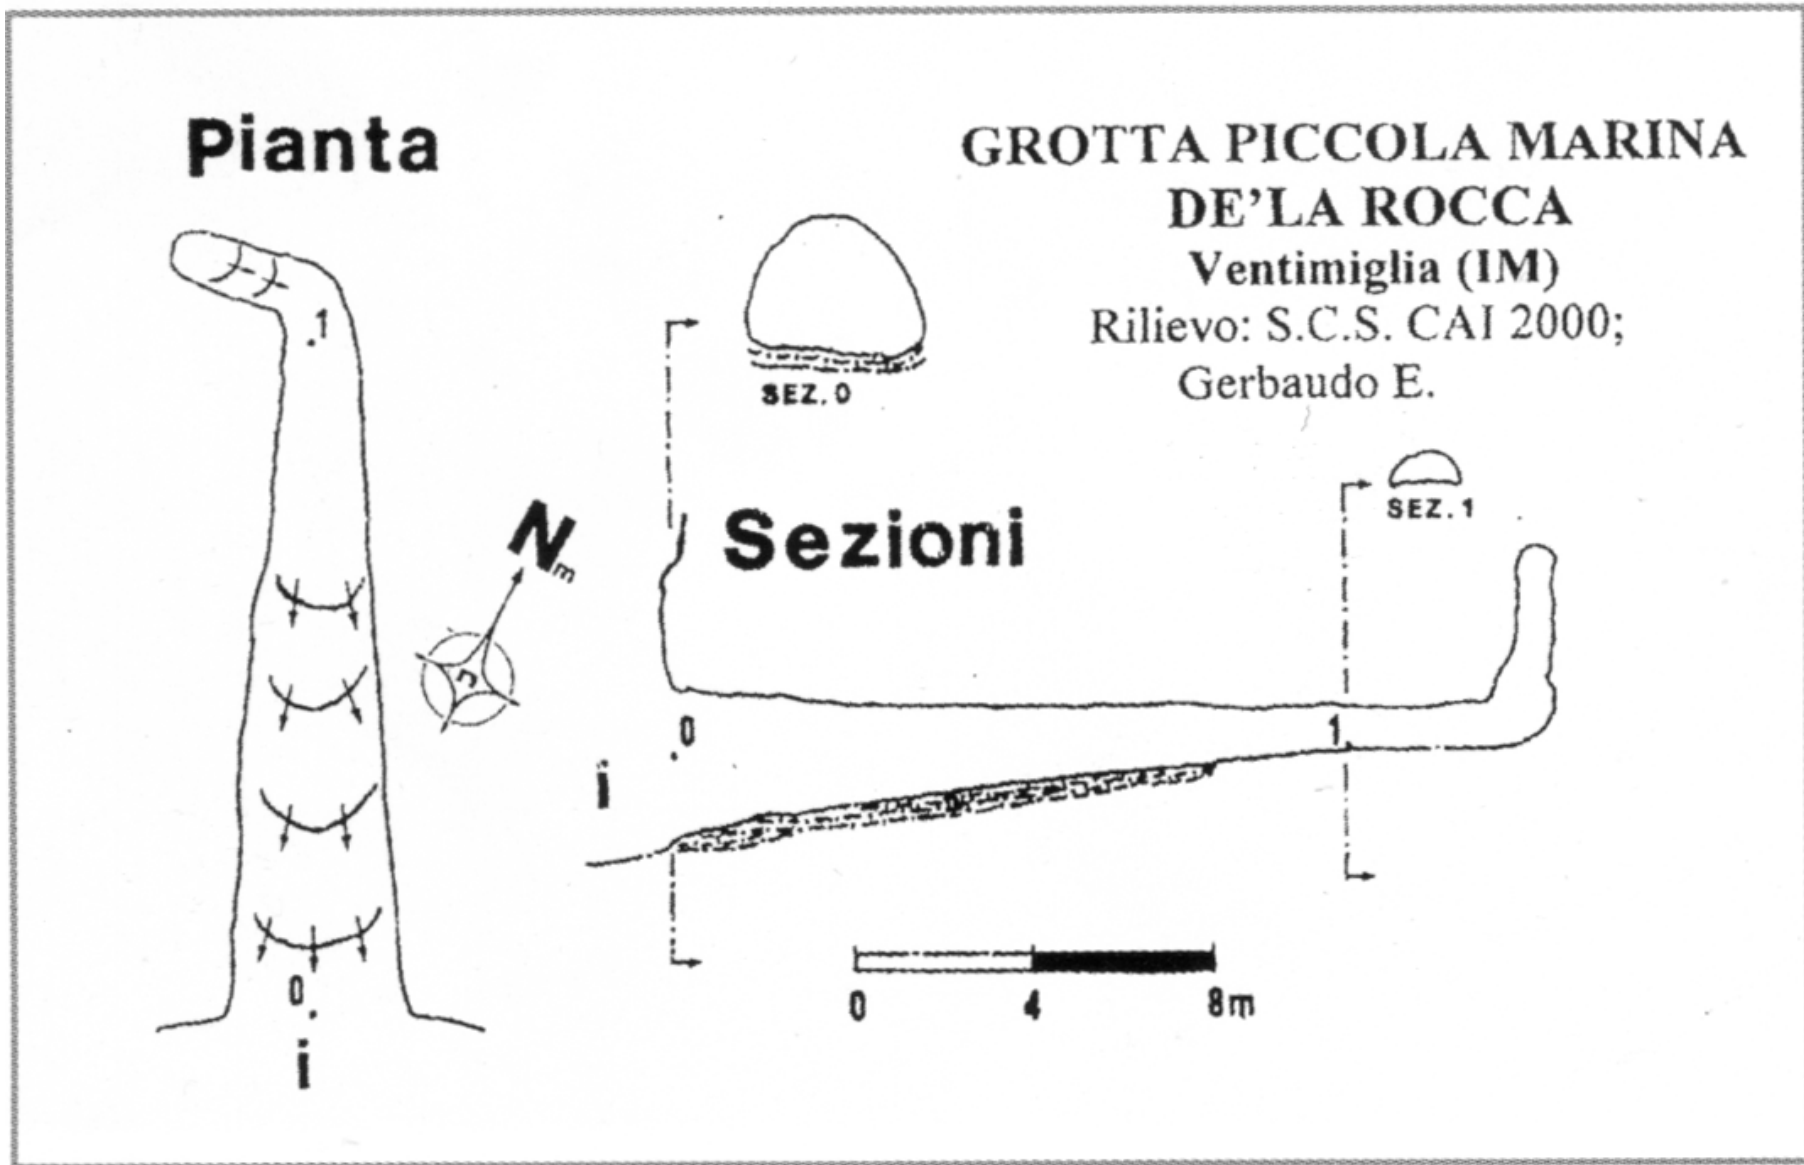 Pianta
GROTTA PICCOLA MARINA
DE'LA ROCCA
Ventimiglia (IM)
Rilievo: S.C.S. CAI 2000;
Gerbaudo E.
1
SEZ. 0
SEZ. 1
Nm
Sezioni
0
1
i
0
i
0 4 8m